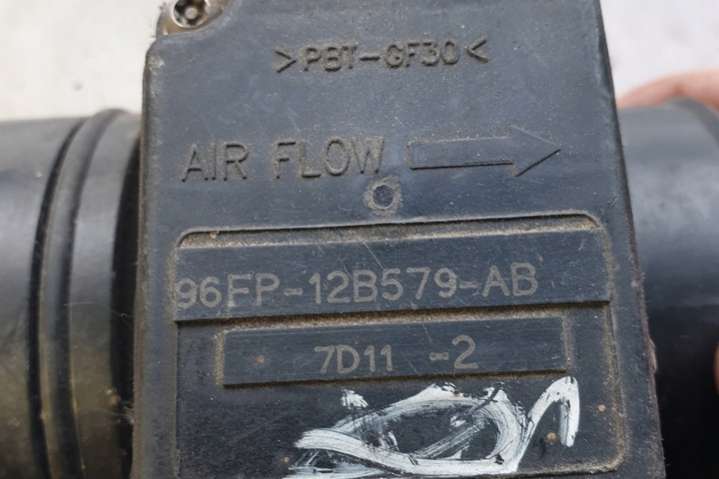 >PBT-GF30<
AIR FLOW
96FP-12B579-AB
7D11 -2